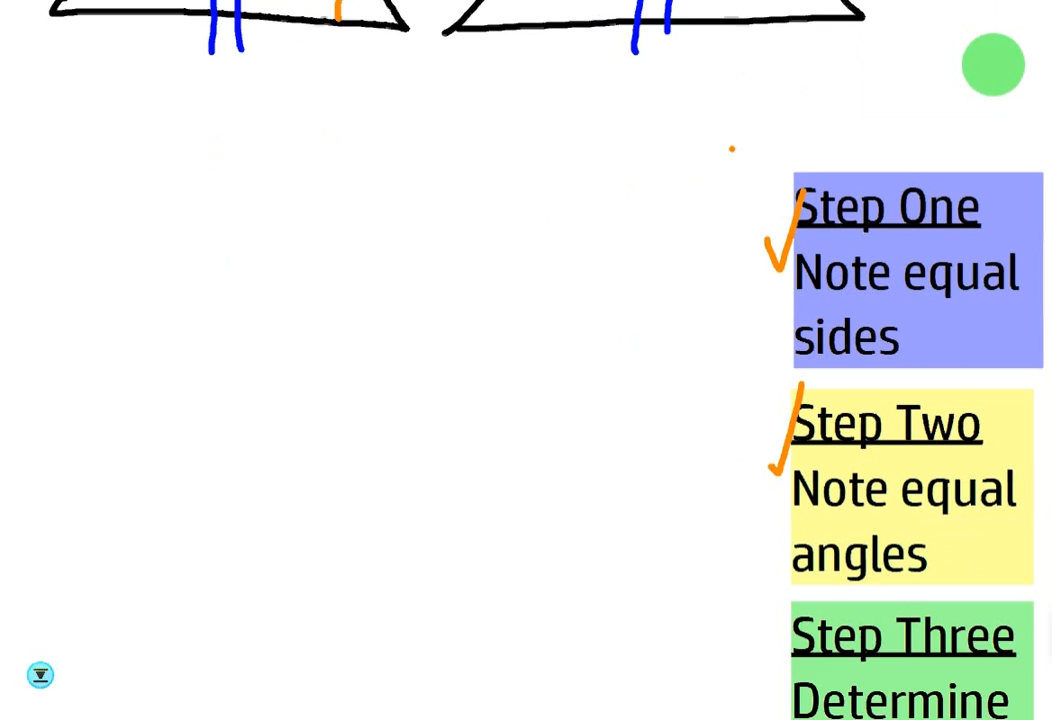 Step One
Note equal
sides
Step Two
Note equal
angles
Step Three
Determine